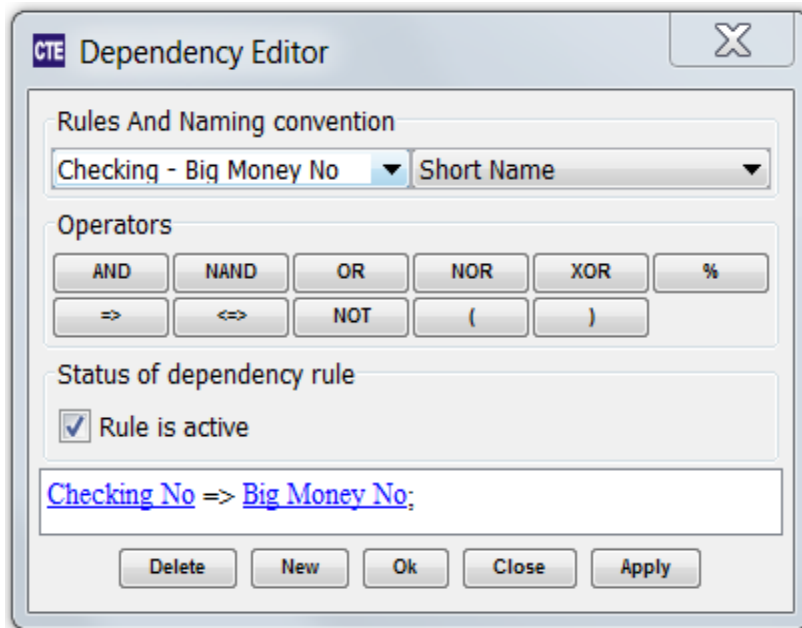 CTE Dependency Editor
Rules And Naming convention
Checking - Big Money No Short Name
Operators
AND NAND OR NOR XOR %
=> <=> NOT ( )
Status of dependency rule
Rule is active
Checking No => Big Money No;
Delete New Ok Close Apply